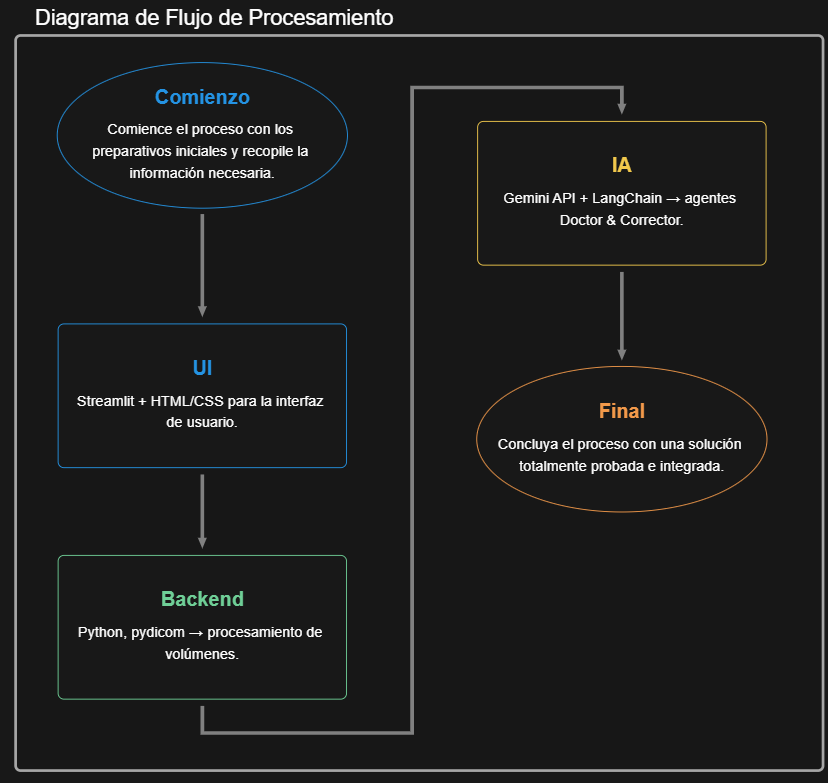 Diagrama de Flujo de Procesamiento
Comienzo
Comience el proceso con los
preparativos iniciales y recopile la
información necesaria.
UI
Streamlit + HTML/CSS para la interfaz
de usuario.
Backend
Python, pydicom → procesamiento de
volúmenes.
IA
Gemini API + LangChain → agentes
Doctor & Corrector.
Final
Concluya el proceso con una solución
totalmente probada e integrada.